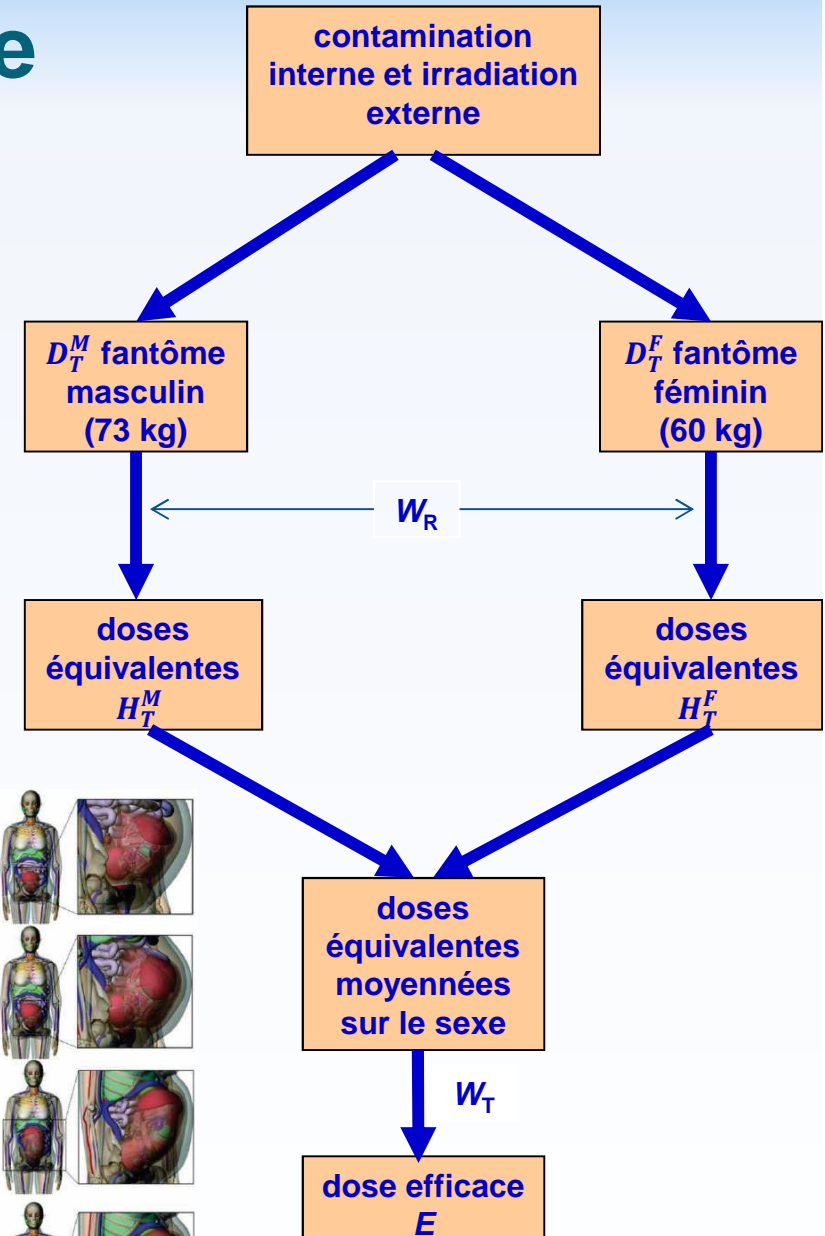 e
contamination
interne et irradiation
externe
D_T^M fantôme
masculin
(73 kg)
D_T^F fantôme
féminin
(60 kg)
W_R
doses
équivalentes
H_T^M
doses
équivalentes
H_T^F
doses
équivalentes
moyennées
sur le sexe
W_T
dose efficace
E